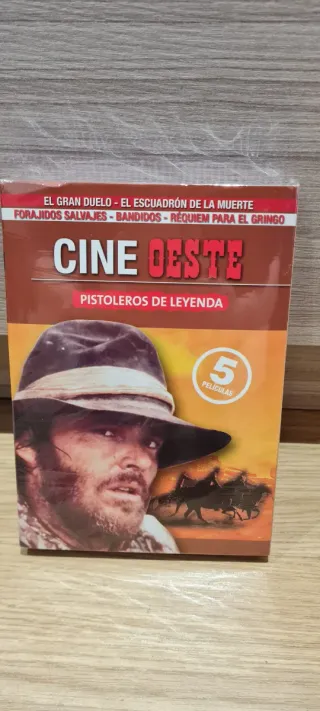 EL GRAN DUELO - EL ESCUADRÓN DE LA MUERTE
FORAJIDOS SALVAJES - BANDIDOS - RÉQUIEM PARA EL GRINGO
CINE OESTE
PISTOLEROS DE LEYENDA
5
PELÍCULAS